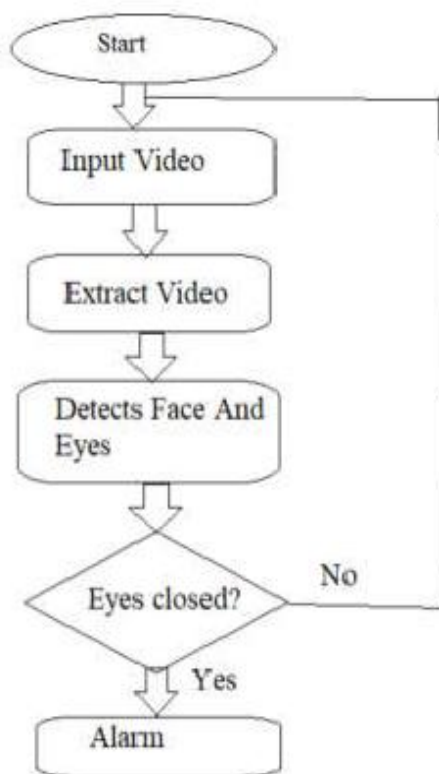 Start
Input Video
Extract Video
Detects Face And
Eyes
Eyes closed?
No
Yes
Alarm